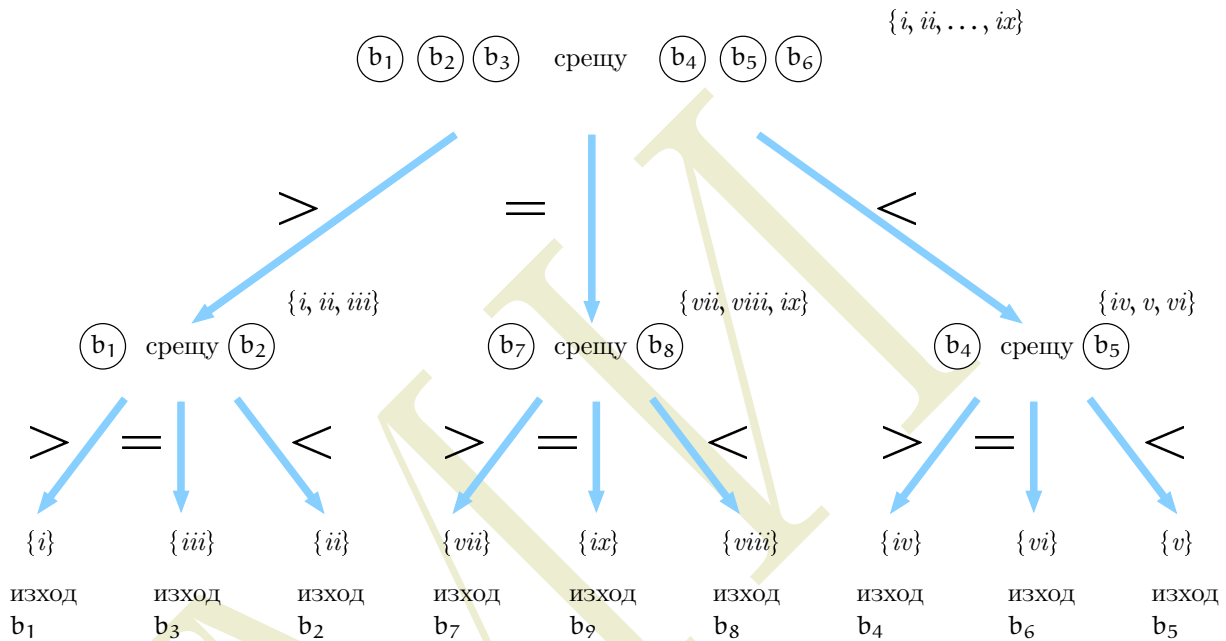 {i, ii, . . . , ix}
b₁ b₂ b₃ срещу b₄ b₅ b₆
> = <
{i, ii, iii} {vii, viii, ix} {iv, v, vi}
b₁ срещу b₂ b₇ срещу b₈ b₄ срещу b₅
> = < > = < > = <
{i} {iii} {ii} {vii} {ix} {viii} {iv} {vi} {v}
изход изход изход изход изход изход изход изход изход
b₁ b₃ b₂ b₇ b₉ b₈ b₄ b₆ b₅